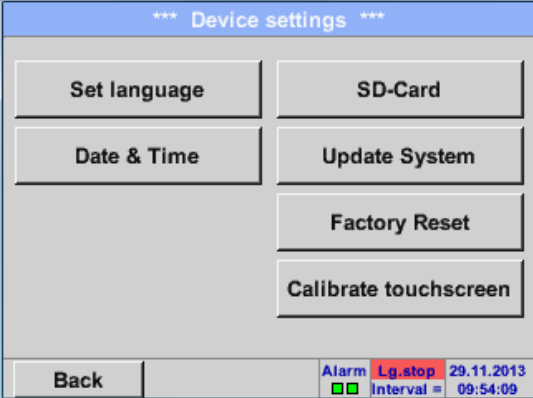 *** Device settings ***
Set language
SD-Card
Date & Time
Update System
Factory Reset
Calibrate touchscreen
Back
Alarm
Lg.stop
Interval =
29.11.2013
09:54:09